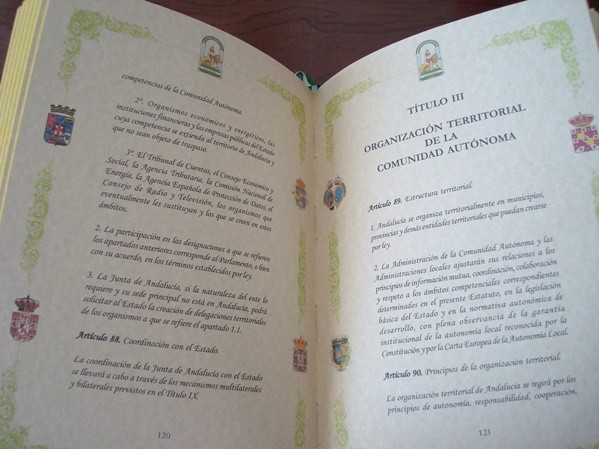 competencias de la Comunidad Autónoma.
2º. Organismos económicos y energéticos, las
instituciones financieras y las empresas públicas del Estado
cuya competencia se extienda al territorio de Andalucía y
que no sean objeto de traspaso.
3º. El Tribunal de Cuentas, el Consejo Económico y
Social, la Agencia Tributaria, la Comisión Nacional de
Energía, la Agencia Española de Protección de Datos, el
Consejo de Radio y Televisión, los organismos que
eventualmente les sustituyan y los que se creen en estos
ámbitos.
2. La participación en las designaciones a que se refieren
los apartados anteriores corresponde al Parlamento, o bien
con su acuerdo, en los términos establecidos por ley.
3. La Junta de Andalucía, si la naturaleza del ente lo
requiere y su sede principal no está en Andalucía, podrá
solicitar al Estado la creación de delegaciones territoriales
de los organismos a que se refiere el apartado 1.1.
Artículo 88. Coordinación con el Estado.
La coordinación de la Junta de Andalucía con el Estado
se llevará a cabo a través de los mecanismos multilaterales
y bilaterales previstos en el Título IX.
120
TÍTULO III
ORGANIZACIÓN TERRITORIAL
DE LA
COMUNIDAD AUTÓNOMA
Artículo 89. Estructura territorial.
1. Andalucía se organiza territorialmente en municipios,
provincias y demás entidades territoriales que puedan crearse
por ley.
2. La Administración de la Comunidad Autónoma y las
Administraciones locales ajustarán sus relaciones a los
principios de información mutua, coordinación, colaboración
y respeto a los ámbitos competenciales correspondientes
determinados en el presente Estatuto, en la legislación
básica del Estado y en la normativa autonómica de
desarrollo, con plena observancia de la garantía
institucional de la autonomía local reconocida por la
Constitución y por la Carta Europea de la Autonomía Local.
Artículo 90. Principios de la organización territorial.
La organización territorial de Andalucía se regirá por los
principios de autonomía, responsabilidad, cooperación,
121